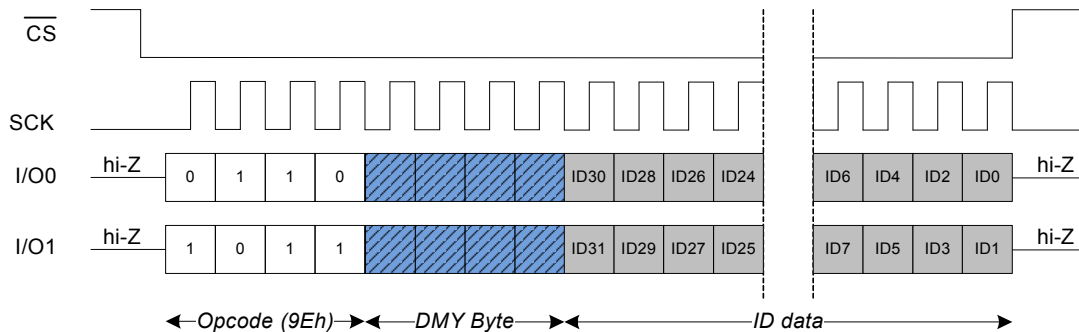 CS
SCK
I/O0 hi-Z 0 1 1 0 ID30 ID28 ID26 ID24 ID6 ID4 ID2 ID0 hi-Z
I/O1 hi-Z 1 0 1 1 ID31 ID29 ID27 ID25 ID7 ID5 ID3 ID1 hi-Z
Opcode (9Eh) DMY Byte ID data